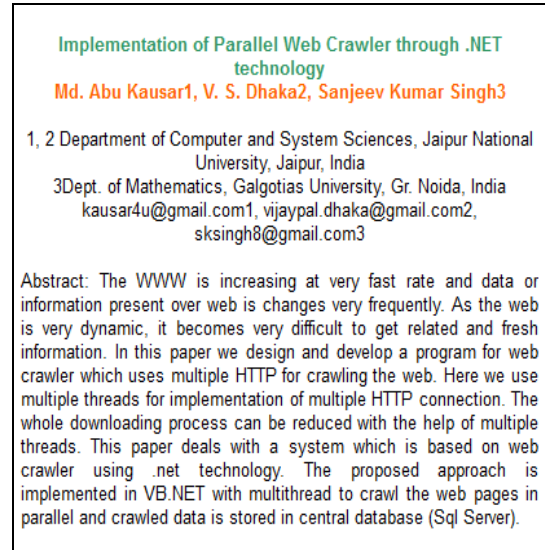 Implementation of Parallel Web Crawler through .NET
technology
Md. Abu Kausar1, V. S. Dhaka2, Sanjeev Kumar Singh3
1, 2 Department of Computer and System Sciences, Jaipur National
University, Jaipur, India
3Dept. of Mathematics, Galgotias University, Gr. Noida, India
kausar4u@gmail.com1, vijaypal.dhaka@gmail.com2,
sksingh8@gmail.com3
Abstract: The WWW is increasing at very fast rate and data or
information present over web is changes very frequently. As the web
is very dynamic, it becomes very difficult to get related and fresh
information. In this paper we design and develop a program for web
crawler which uses multiple HTTP for crawling the web. Here we use
multiple threads for implementation of multiple HTTP connection. The
whole downloading process can be reduced with the help of multiple
threads. This paper deals with a system which is based on web
crawler using .net technology. The proposed approach is
implemented in VB.NET with multithread to crawl the web pages in
parallel and crawled data is stored in central database (Sql Server).